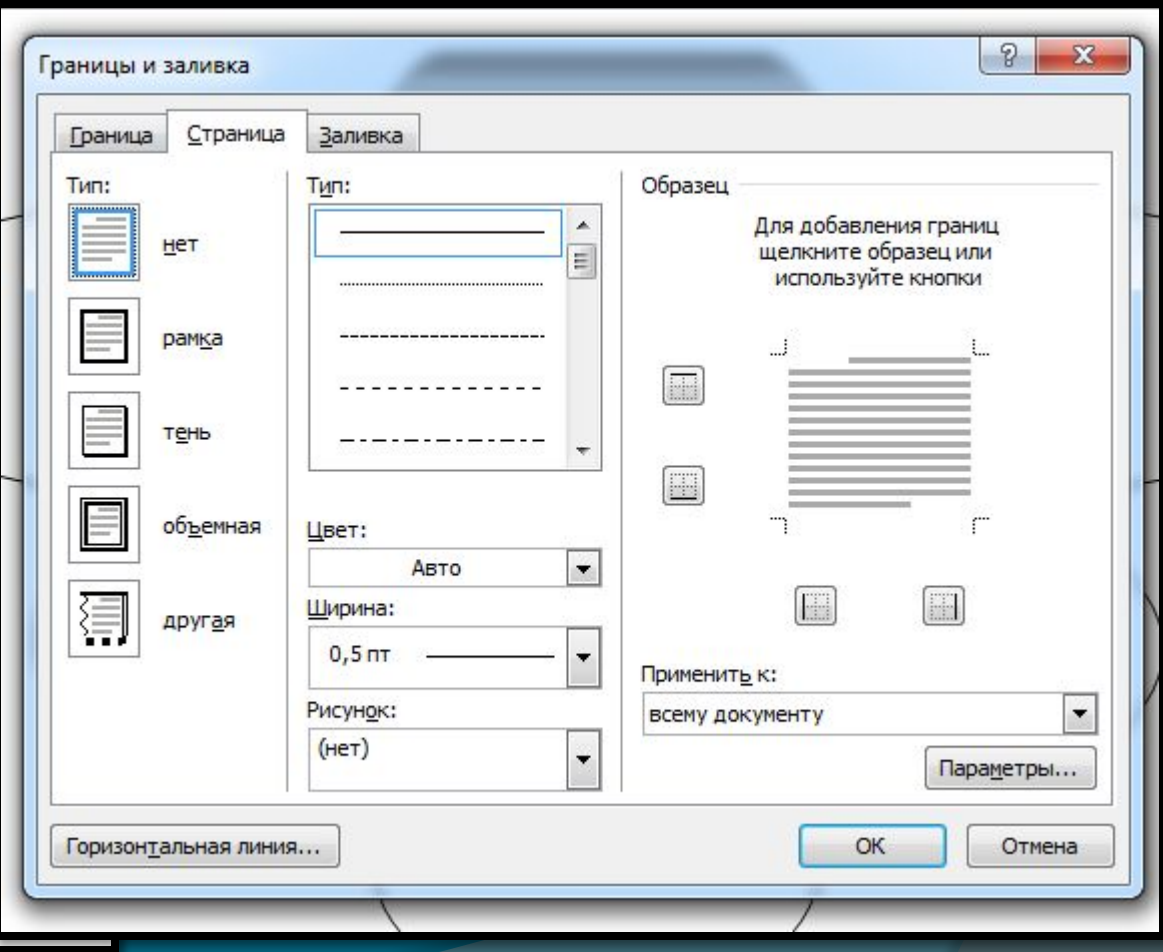 Границы и заливка
Граница
Страница
Заливка
Тип:
нет
рамка
тень
объемная
другая
Тип:
Цвет:
Авто
Ширина:
0,5 пт
Рисунок:
(нет)
Образец
Для добавления границ
щелкните образец или
используйте кнопки
Применить к:
всему документу
Параметры...
Горизонтальная линия...
ОК
Отмена